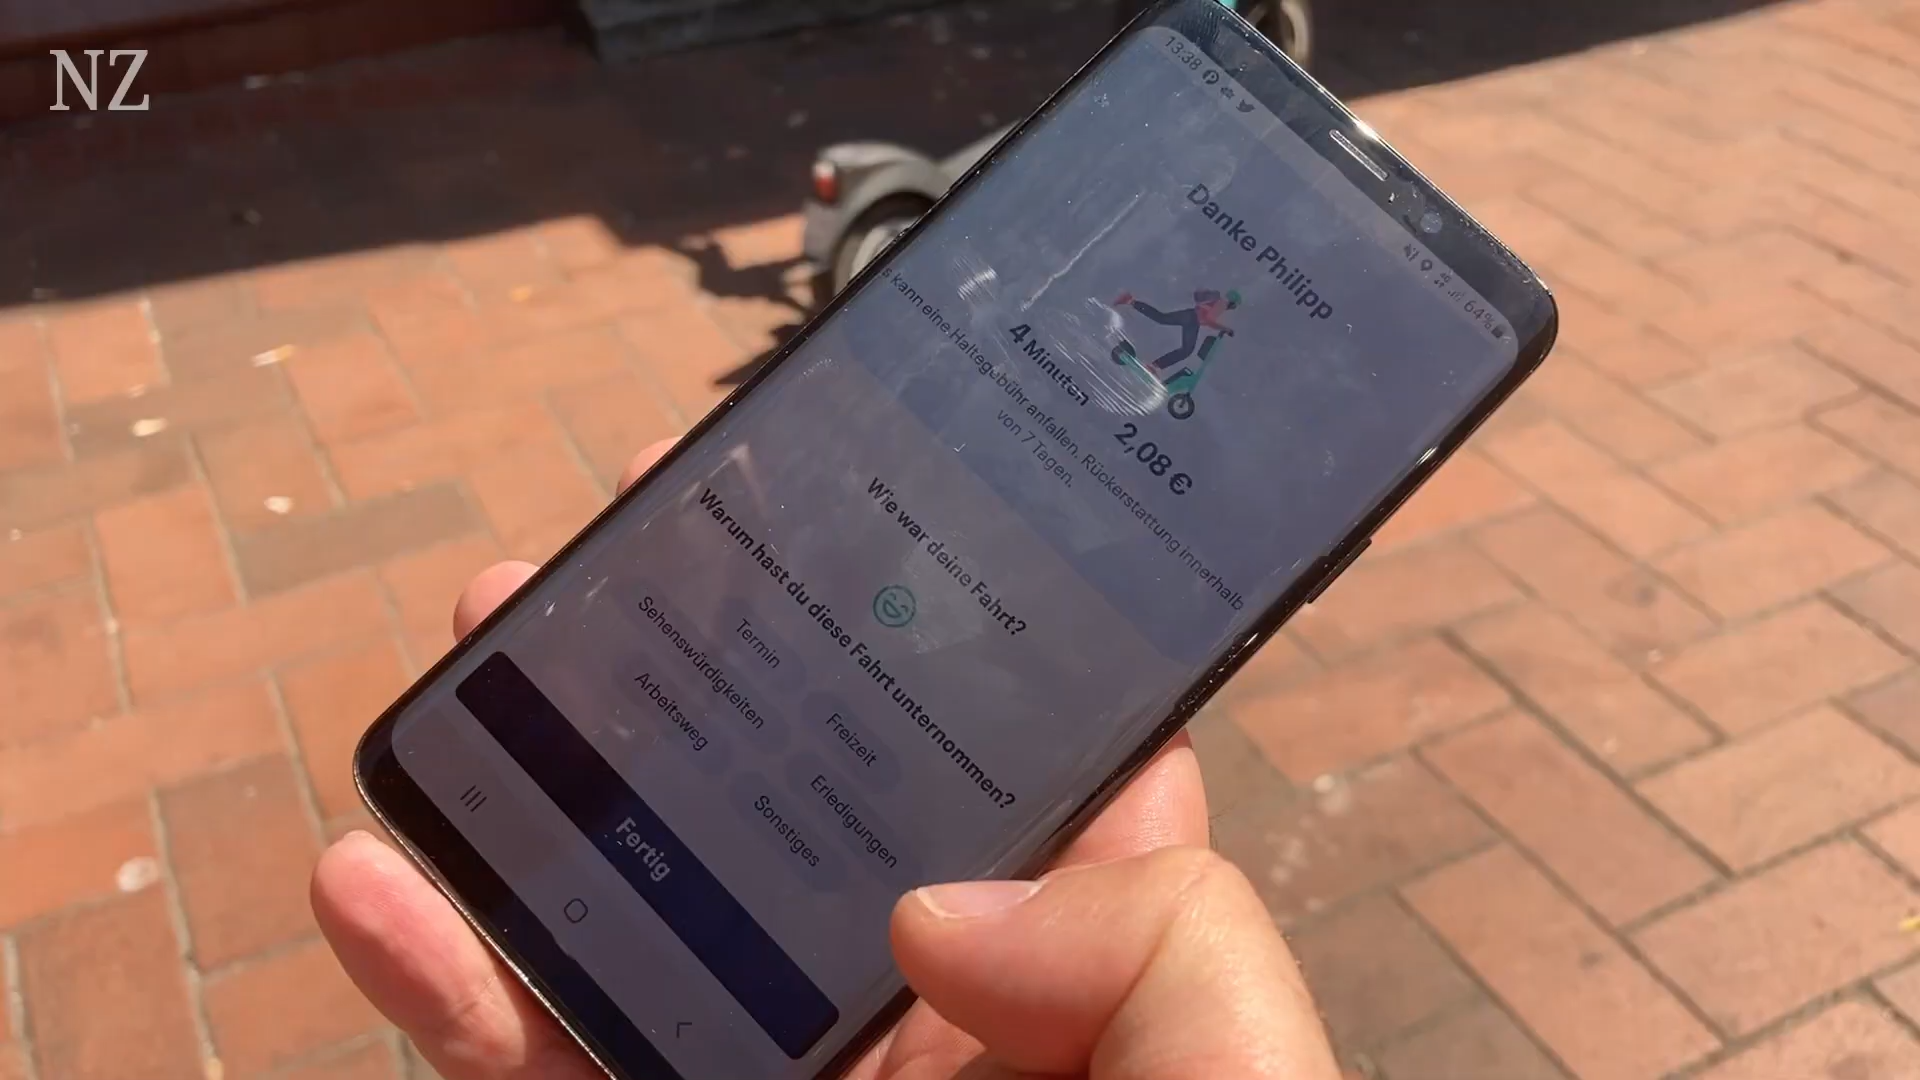 NZ
13:38
64%
Danke Philipp
4 Minuten
2,08 €
s kann eine Haltegebühr anfallen. Rückerstattung innerhalb
von 7 Tagen.
Wie war deine Fahrt?
Warum hast du diese Fahrt unternommen?
Termin
Freizeit
Sehenswürdigkeiten
Erledigungen
Arbeitsweg
Sonstiges
Fertig